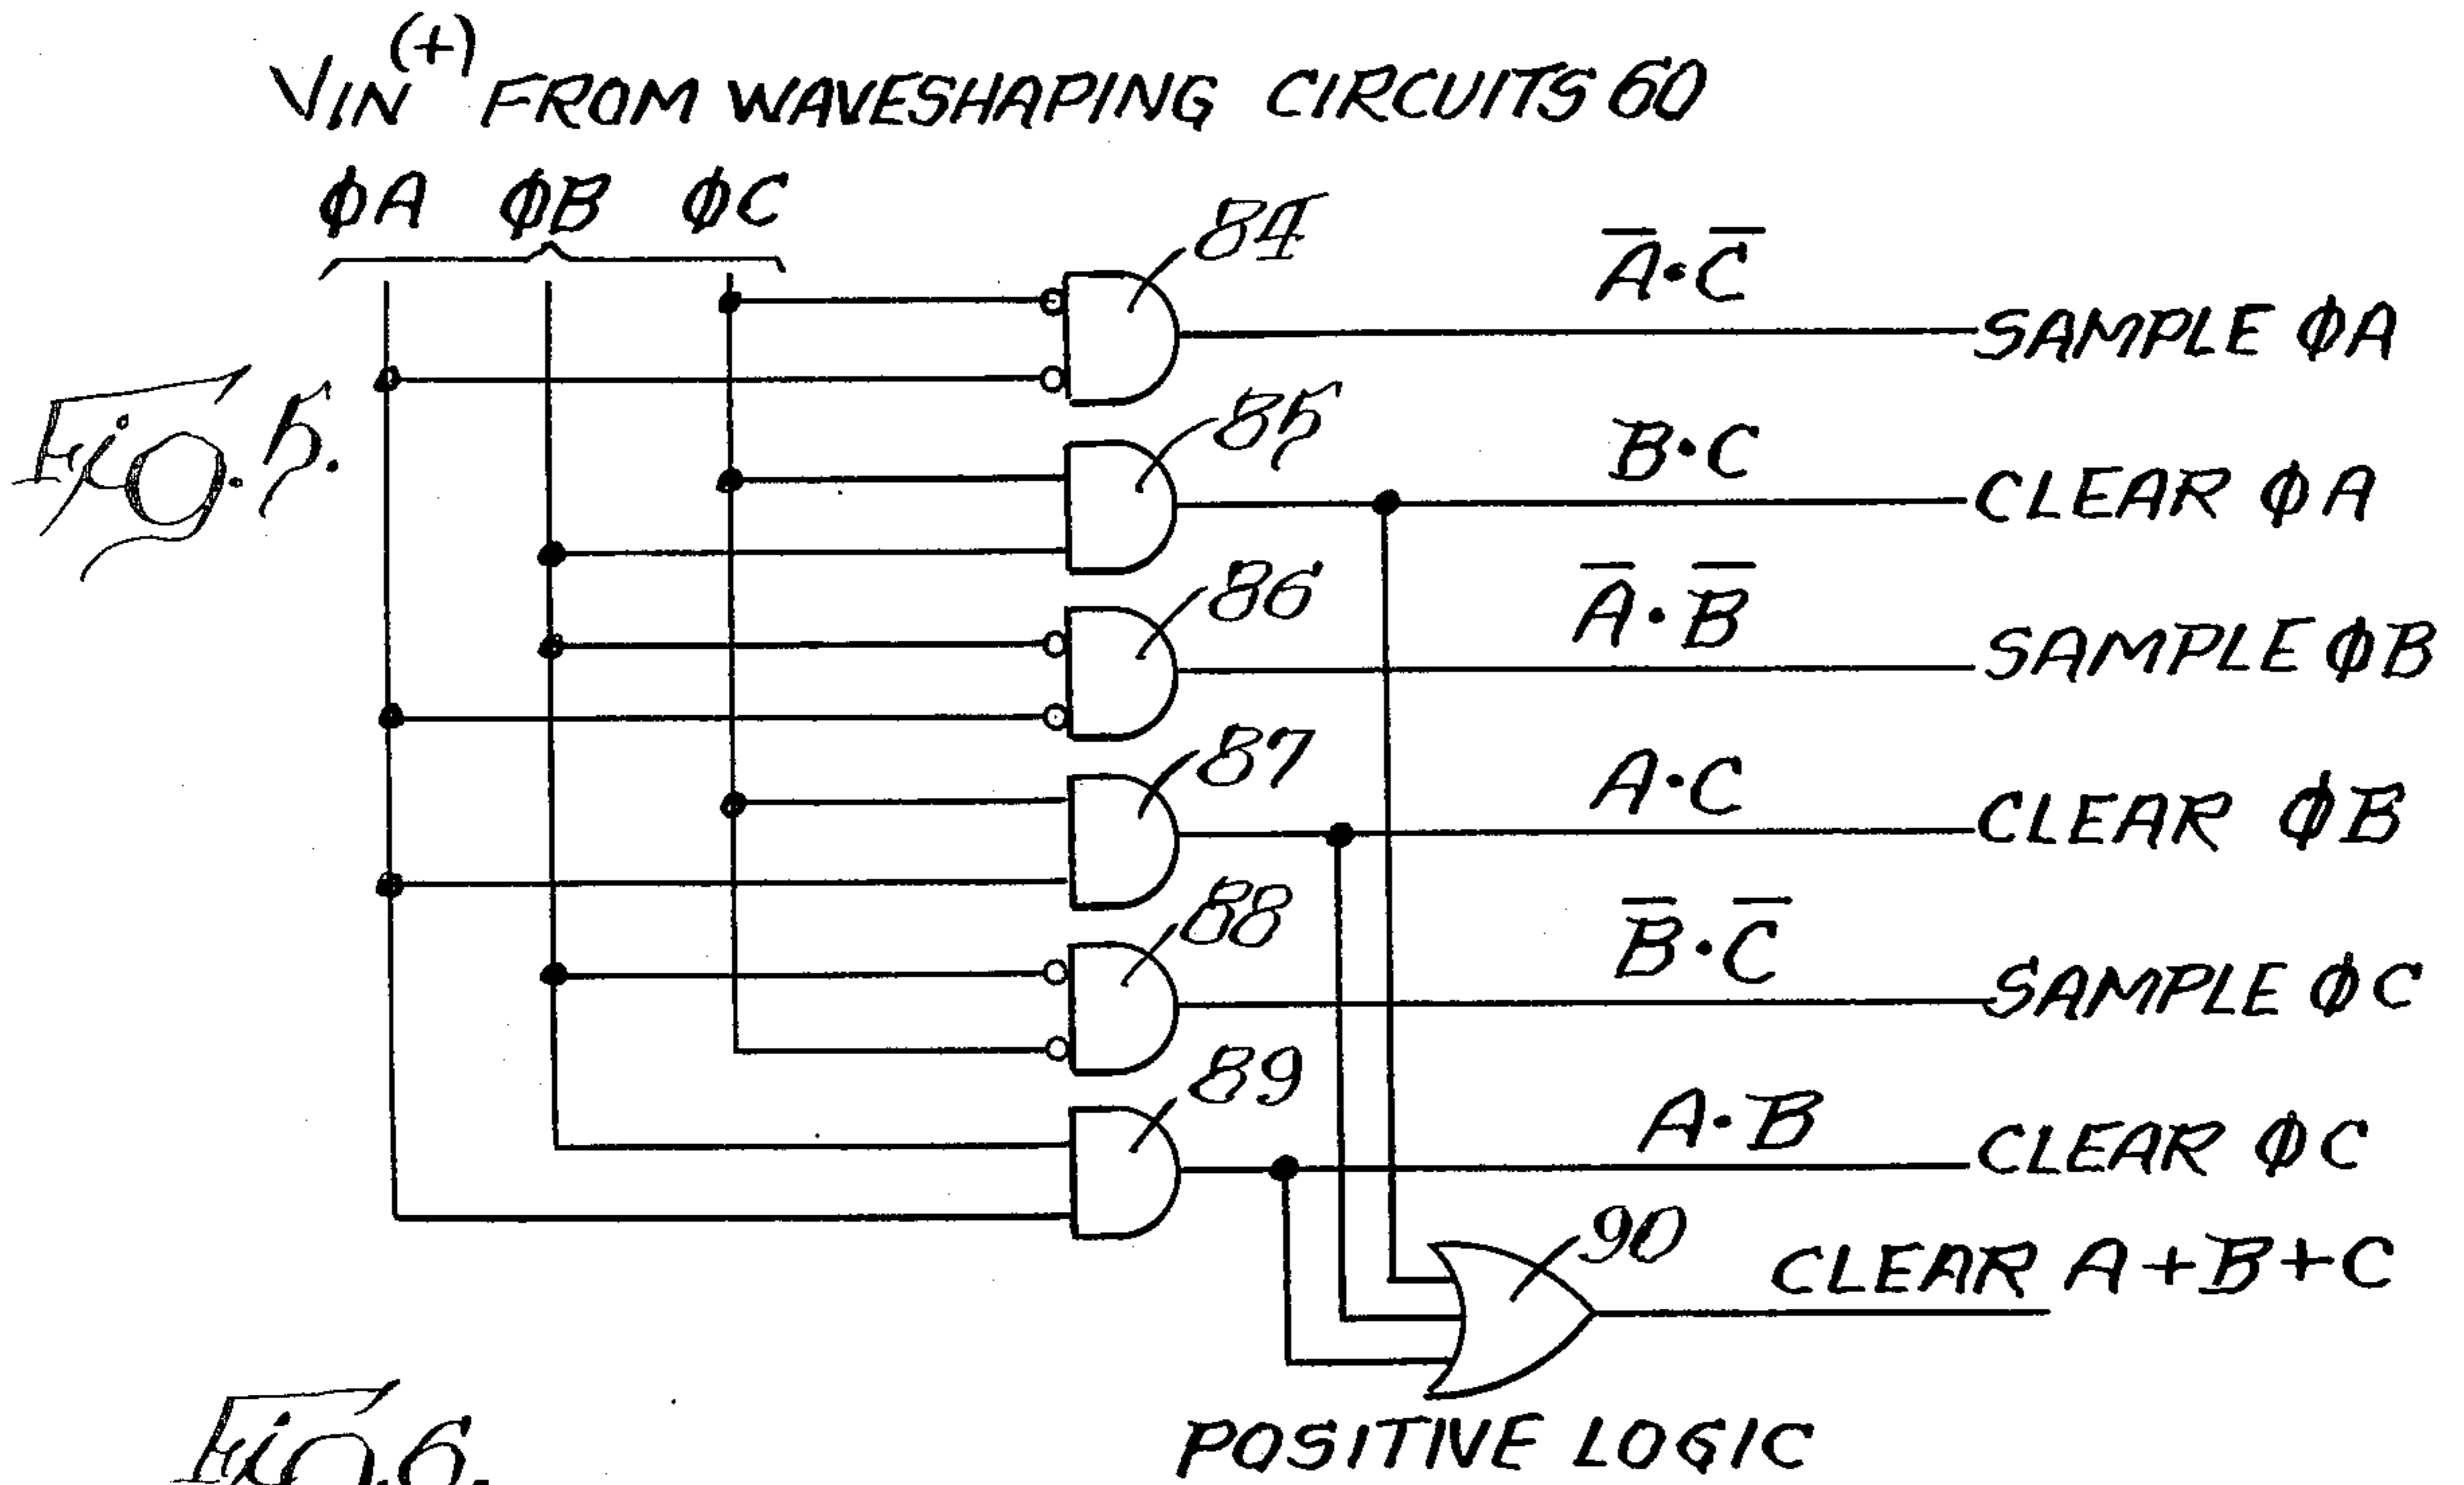 VIN(+) FROM WAVESHAPING CIRCUITS 60
ΦA ΦB ΦC
84
A̅·C̅
SAMPLE ΦA
Fig. 5.
85
B·C
CLEAR ΦA
86
A̅·B̅
SAMPLE ΦB
87
A·C
CLEAR ΦB
88
B̅·C̅
SAMPLE ΦC
89
A·B
CLEAR ΦC
90
CLEAR A+B+C
POSITIVE LOGIC
Fig. 6.